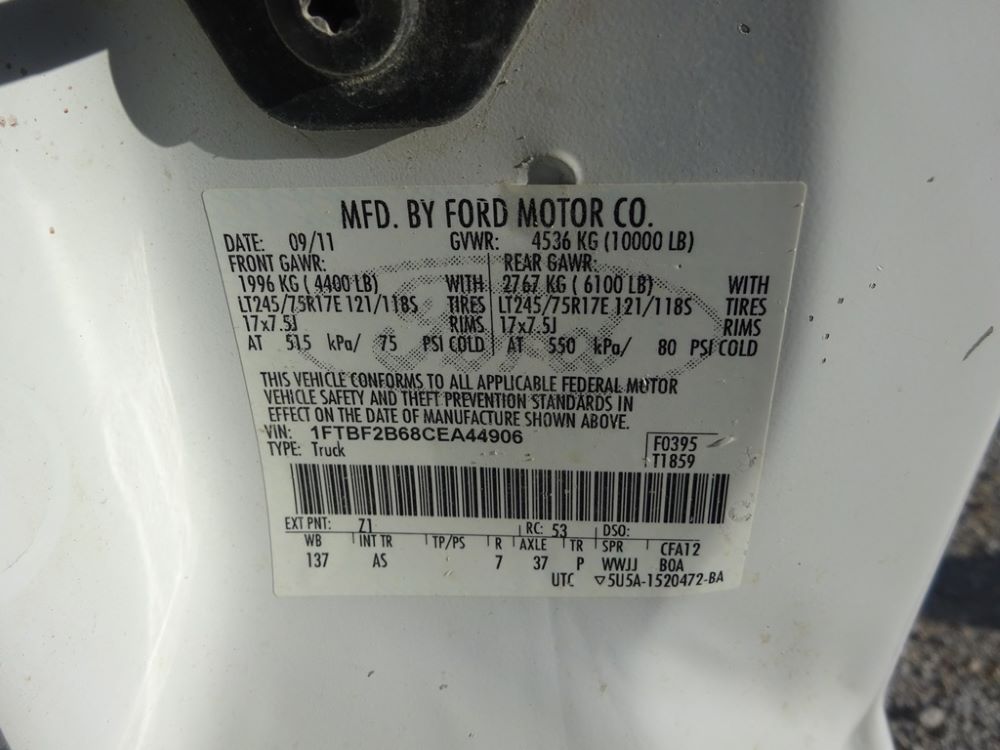 MFD. BY FORD MOTOR CO.
DATE: 09/11 GVWR: 4536 KG (10000 LB)
FRONT GAWR: REAR GAWR:
1996 KG ( 4400 LB) WITH 2767 KG ( 6100 LB) WITH
LT245/75R17E 121/118S TIRES LT245/75R17E 121/118S TIRES
17x7.5J RIMS 17x7.5J RIMS
AT 515 kPa/ 75 PSI COLD AT 550 kPa/ 80 PSI COLD
THIS VEHICLE CONFORMS TO ALL APPLICABLE FEDERAL MOTOR
VEHICLE SAFETY AND THEFT PREVENTION STANDARDS IN
EFFECT ON THE DATE OF MANUFACTURE SHOWN ABOVE.
VIN: 1FTBF2B68CEA44906 F0395
TYPE: Truck T1859
EXT PNT: Z1 RC: 53 DSO:
WB INT TR TP/PS R AXLE TR SPR CFA12
137 AS 7 37 P WWJJ BOA
UTC ▽5U5A-1520472-BA